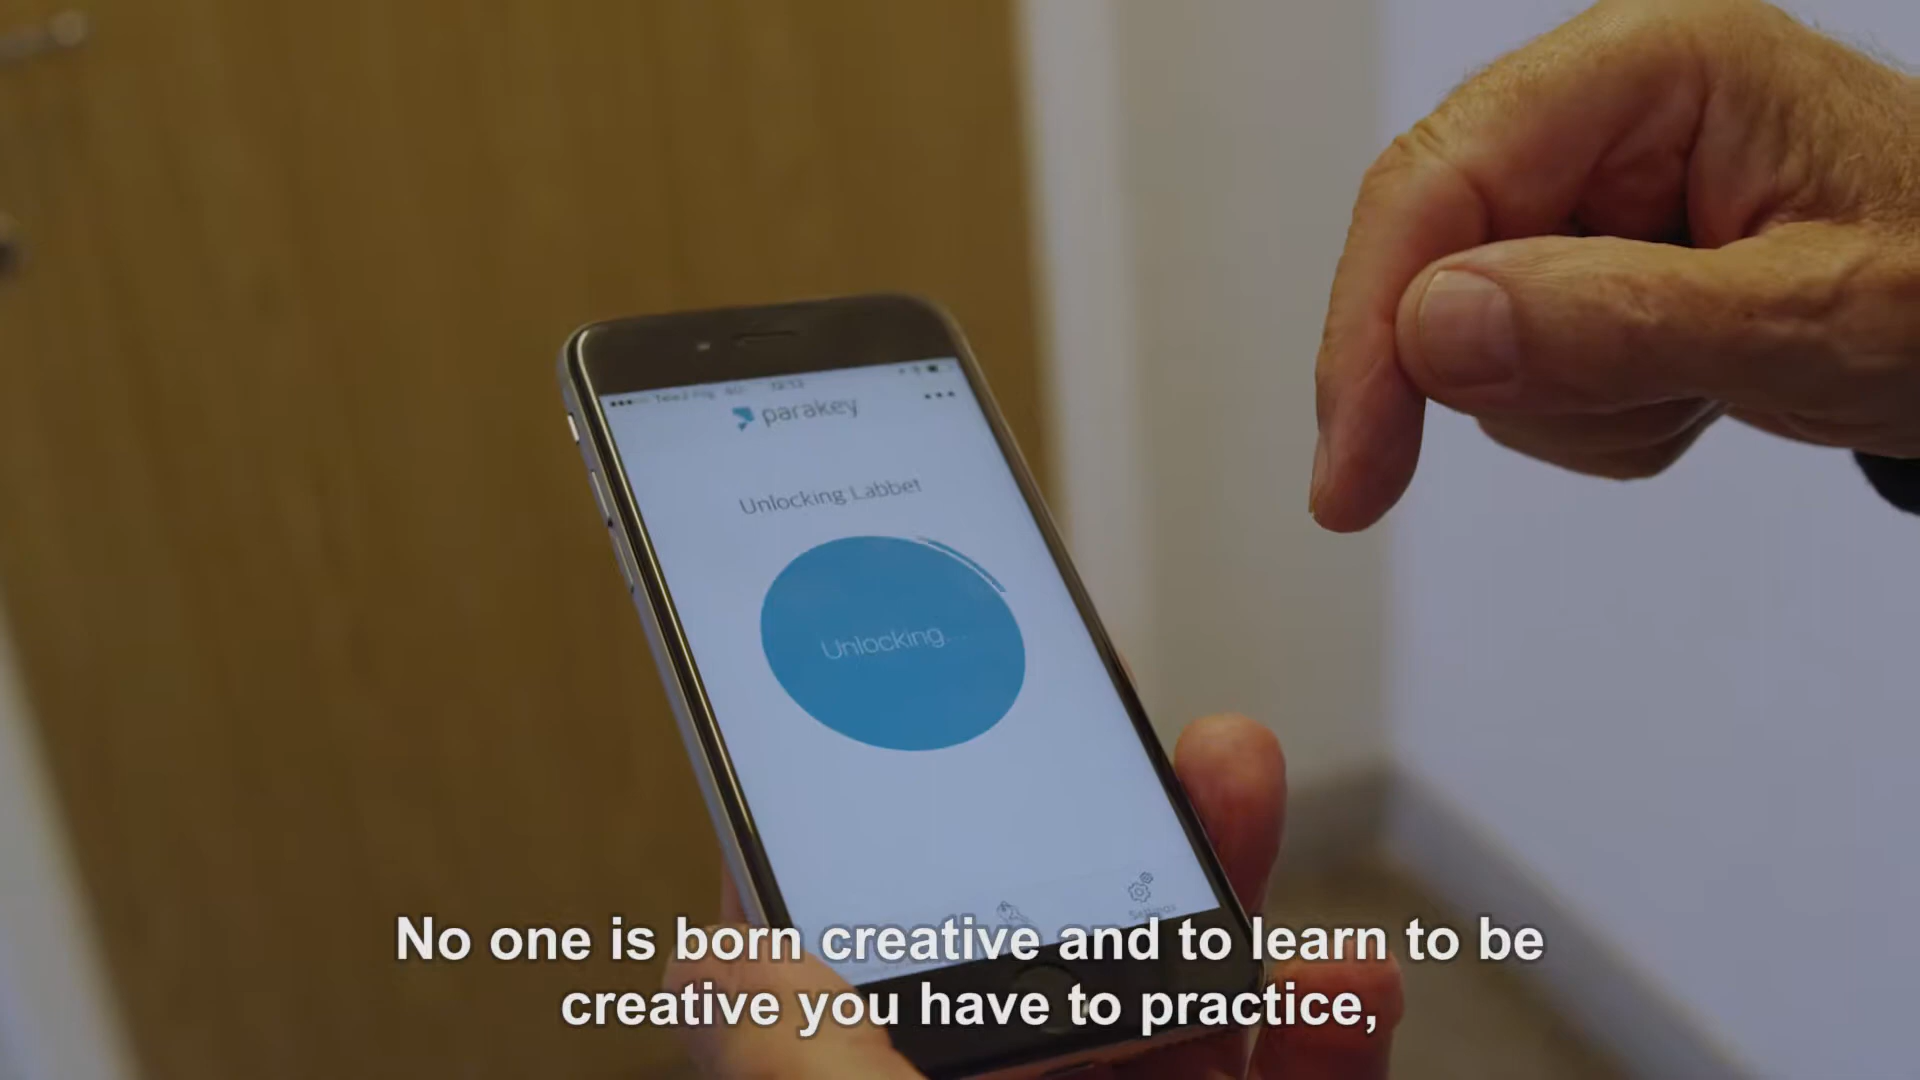 parakey
Unlocking Labbet
Unlocking...
Settings
No one is born creative and to learn to be
creative you have to practice,